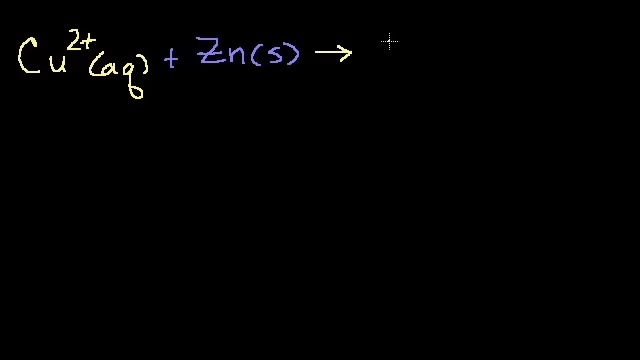 Cu²⁺(aq) + Zn(s) →